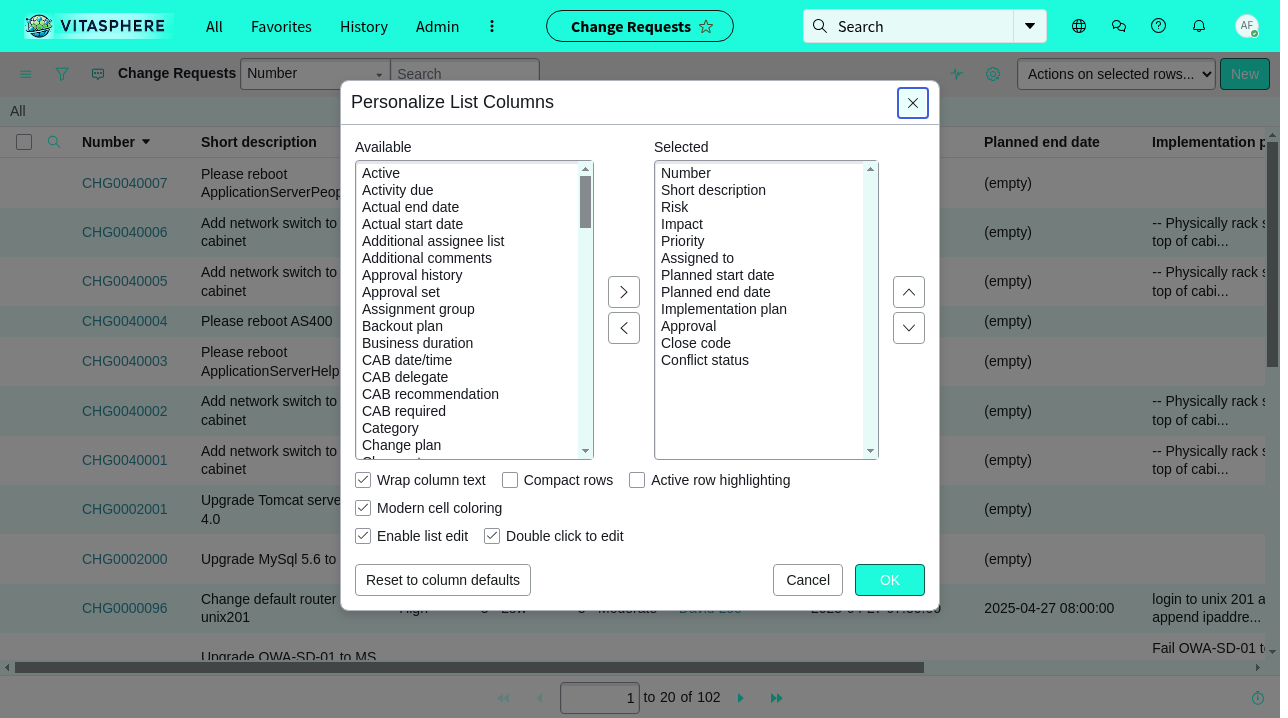 VITASPHERE
All
Favorites
History
Admin
Change Requests
Search
AF
Change Requests
Number
Search
Actions on selected rows...
New
All
Number
Short description
Planned end date
Implementation p
CHG0040007
Please reboot
ApplicationServerPeop
(empty)
CHG0040006
Add network switch to
cabinet
(empty)
-- Physically rack s
top of cabi...
CHG0040005
Add network switch to
cabinet
(empty)
-- Physically rack s
top of cabi...
CHG0040004
Please reboot AS400
(empty)
CHG0040003
Please reboot
ApplicationServerHelp
(empty)
CHG0040002
Add network switch to
cabinet
(empty)
-- Physically rack s
top of cabi...
CHG0040001
Add network switch to
cabinet
(empty)
-- Physically rack s
top of cabi...
CHG0002001
Upgrade Tomcat serve
4.0
(empty)
CHG0002000
Upgrade MySql 5.6 to
(empty)
CHG0000096
Change default router
unix201
2025-04-27 08:00:00
login to unix 201 a
append ipaddre...
Upgrade OWA-SD-01 to MS
Fail OWA-SD-01 t
Personalize List Columns
Available
Active
Activity due
Actual end date
Actual start date
Additional assignee list
Additional comments
Approval history
Approval set
Assignment group
Backout plan
Business duration
CAB date/time
CAB delegate
CAB recommendation
CAB required
Category
Change plan
Selected
Number
Short description
Risk
Impact
Priority
Assigned to
Planned start date
Planned end date
Implementation plan
Approval
Close code
Conflict status
Wrap column text
Compact rows
Active row highlighting
Modern cell coloring
Enable list edit
Double click to edit
Reset to column defaults
Cancel
OK
1 to 20 of 102